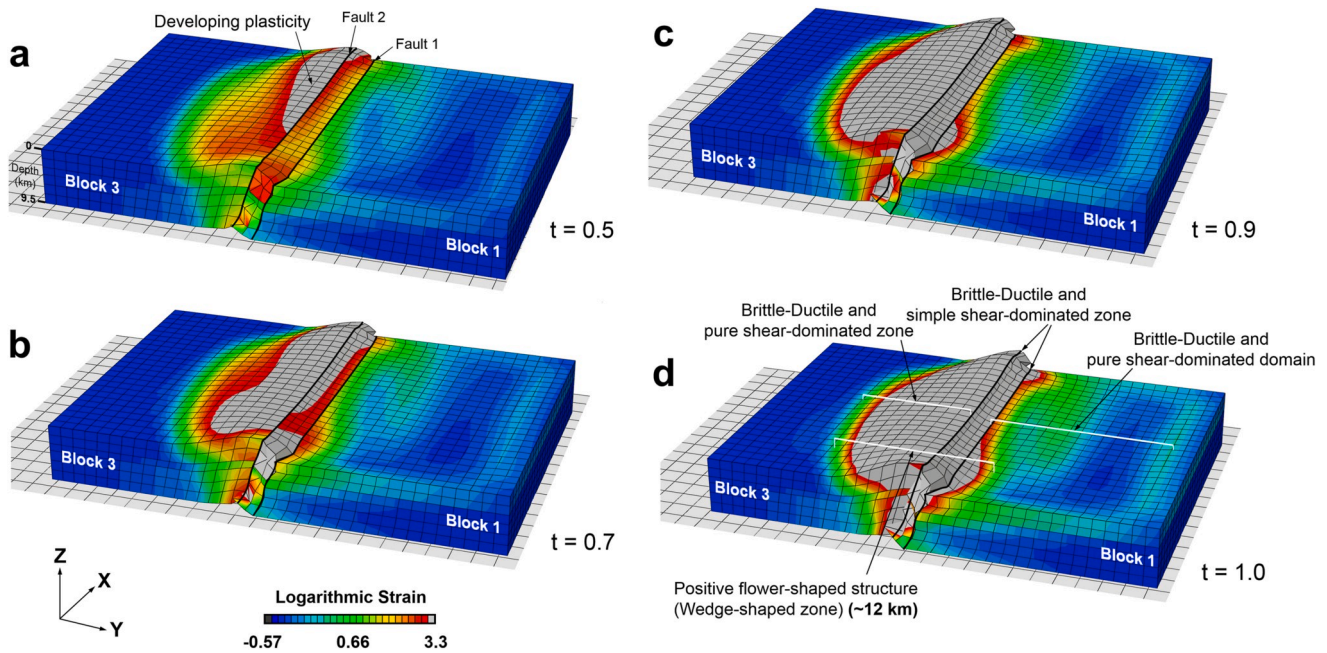 a
Developing plasticity
Fault 2
Fault 1
0
Depth
(km)
9.5
Block 3
Block 1
t = 0.5
b
Block 3
Block 1
t = 0.7
Z
X
Y
Logarithmic Strain
-0.57 0.66 3.3
c
Block 3
Block 1
t = 0.9
Brittle-Ductile and
pure shear-dominated zone
Brittle-Ductile and
simple shear-dominated zone
Brittle-Ductile and
pure shear-dominated domain
d
Block 3
Block 1
t = 1.0
Positive flower-shaped structure
(Wedge-shaped zone) (~12 km)